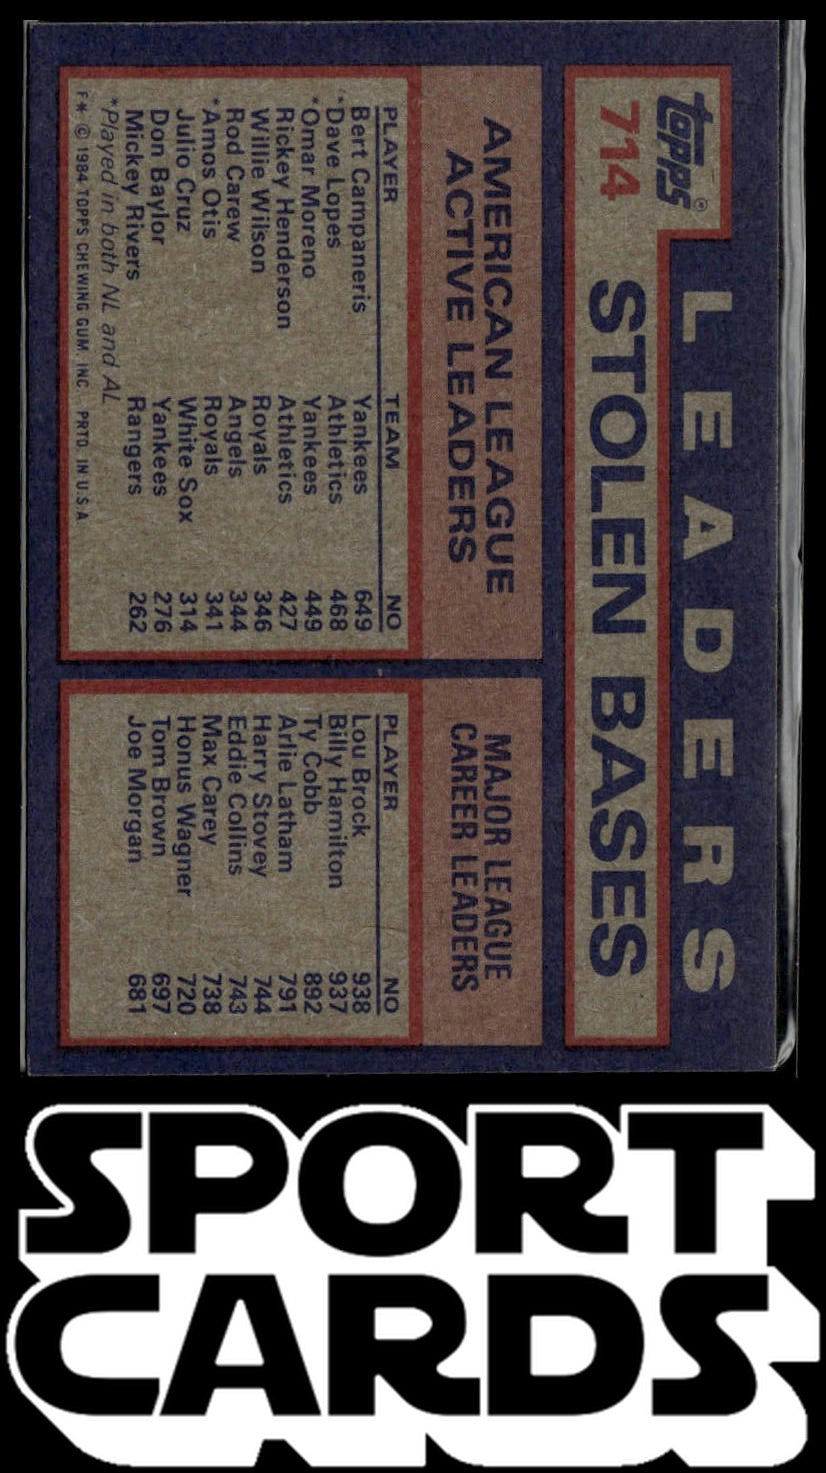 topps®
714
LEADERS
STOLEN BASES
AMERICAN LEAGUE
ACTIVE LEADERS
PLAYER TEAM NO
Bert Campaneris Yankees 649
*Dave Lopes Athletics 468
*Omar Moreno Yankees 449
Rickey Henderson Athletics 427
Willie Wilson Royals 346
Rod Carew Angels 344
*Amos Otis Royals 341
Julio Cruz White Sox 314
Don Baylor Yankees 276
Mickey Rivers Rangers 262
*Played in both NL and AL
F* © 1984 TOPPS CHEWING GUM, INC. PRTD. IN U.S.A.
MAJOR LEAGUE
CAREER LEADERS
PLAYER NO
Lou Brock 938
Billy Hamilton 937
Ty Cobb 892
Arlie Latham 791
Harry Stovey 744
Eddie Collins 743
Max Carey 738
Honus Wagner 720
Tom Brown 697
Joe Morgan 681
SPORT
CARDS